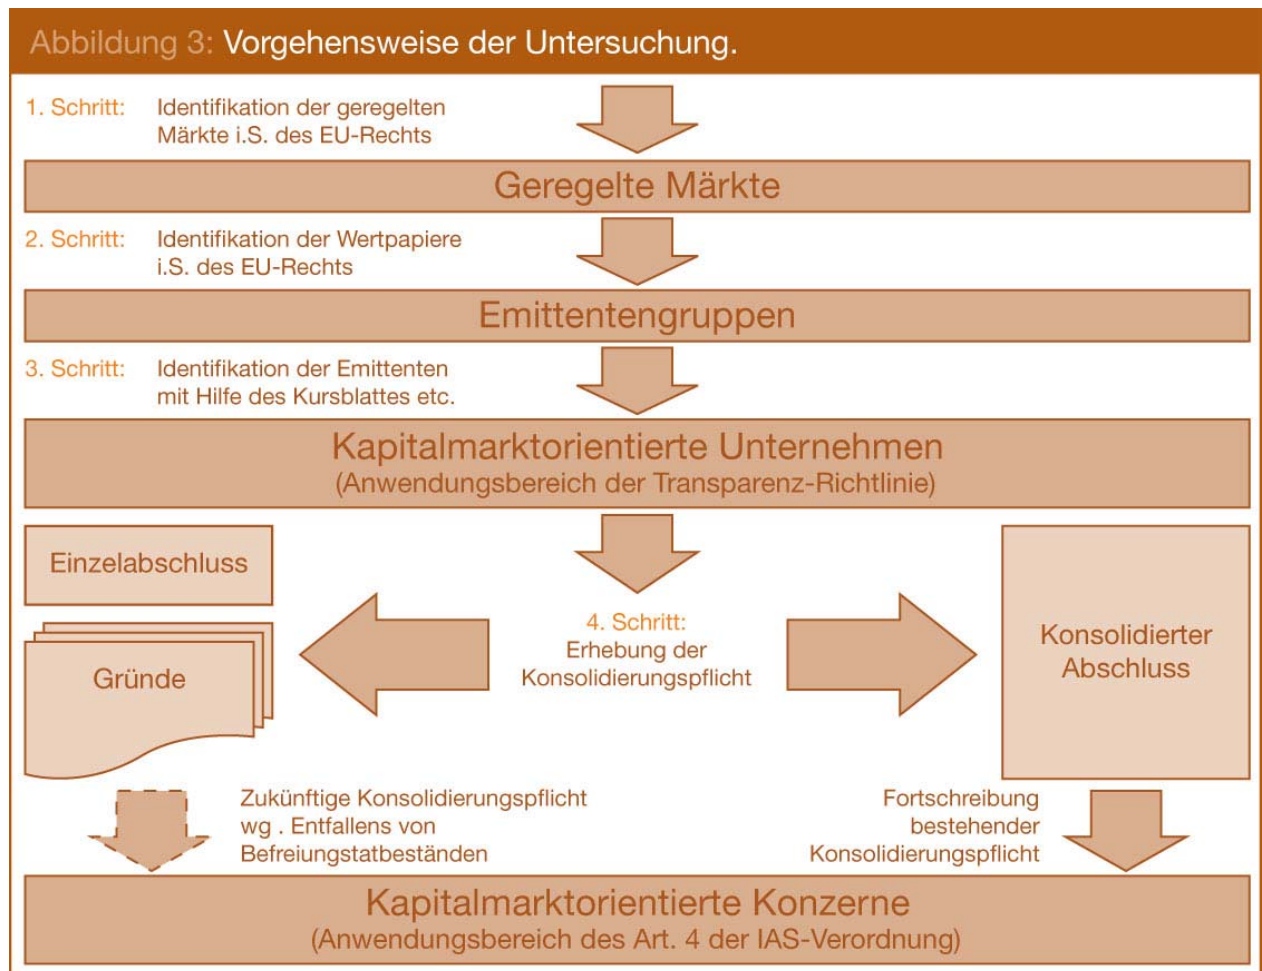 Abbildung 3: Vorgehensweise der Untersuchung.
1. Schritt: Identifikation der geregelten
Märkte i.S. des EU-Rechts
Geregelte Märkte
2. Schritt: Identifikation der Wertpapiere
i.S. des EU-Rechts
Emittentengruppen
3. Schritt: Identifikation der Emittenten
mit Hilfe des Kursblattes etc.
Kapitalmarktorientierte Unternehmen
(Anwendungsbereich der Transparenz-Richtlinie)
Einzelabschluss
Gründe
4. Schritt:
Erhebung der
Konsolidierungspflicht
Konsolidierter
Abschluss
Zukünftige Konsolidierungspflicht
wg . Entfallens von
Befreiungstatbeständen
Fortschreibung
bestehender
Konsolidierungspflicht
Kapitalmarktorientierte Konzerne
(Anwendungsbereich des Art. 4 der IAS-Verordnung)